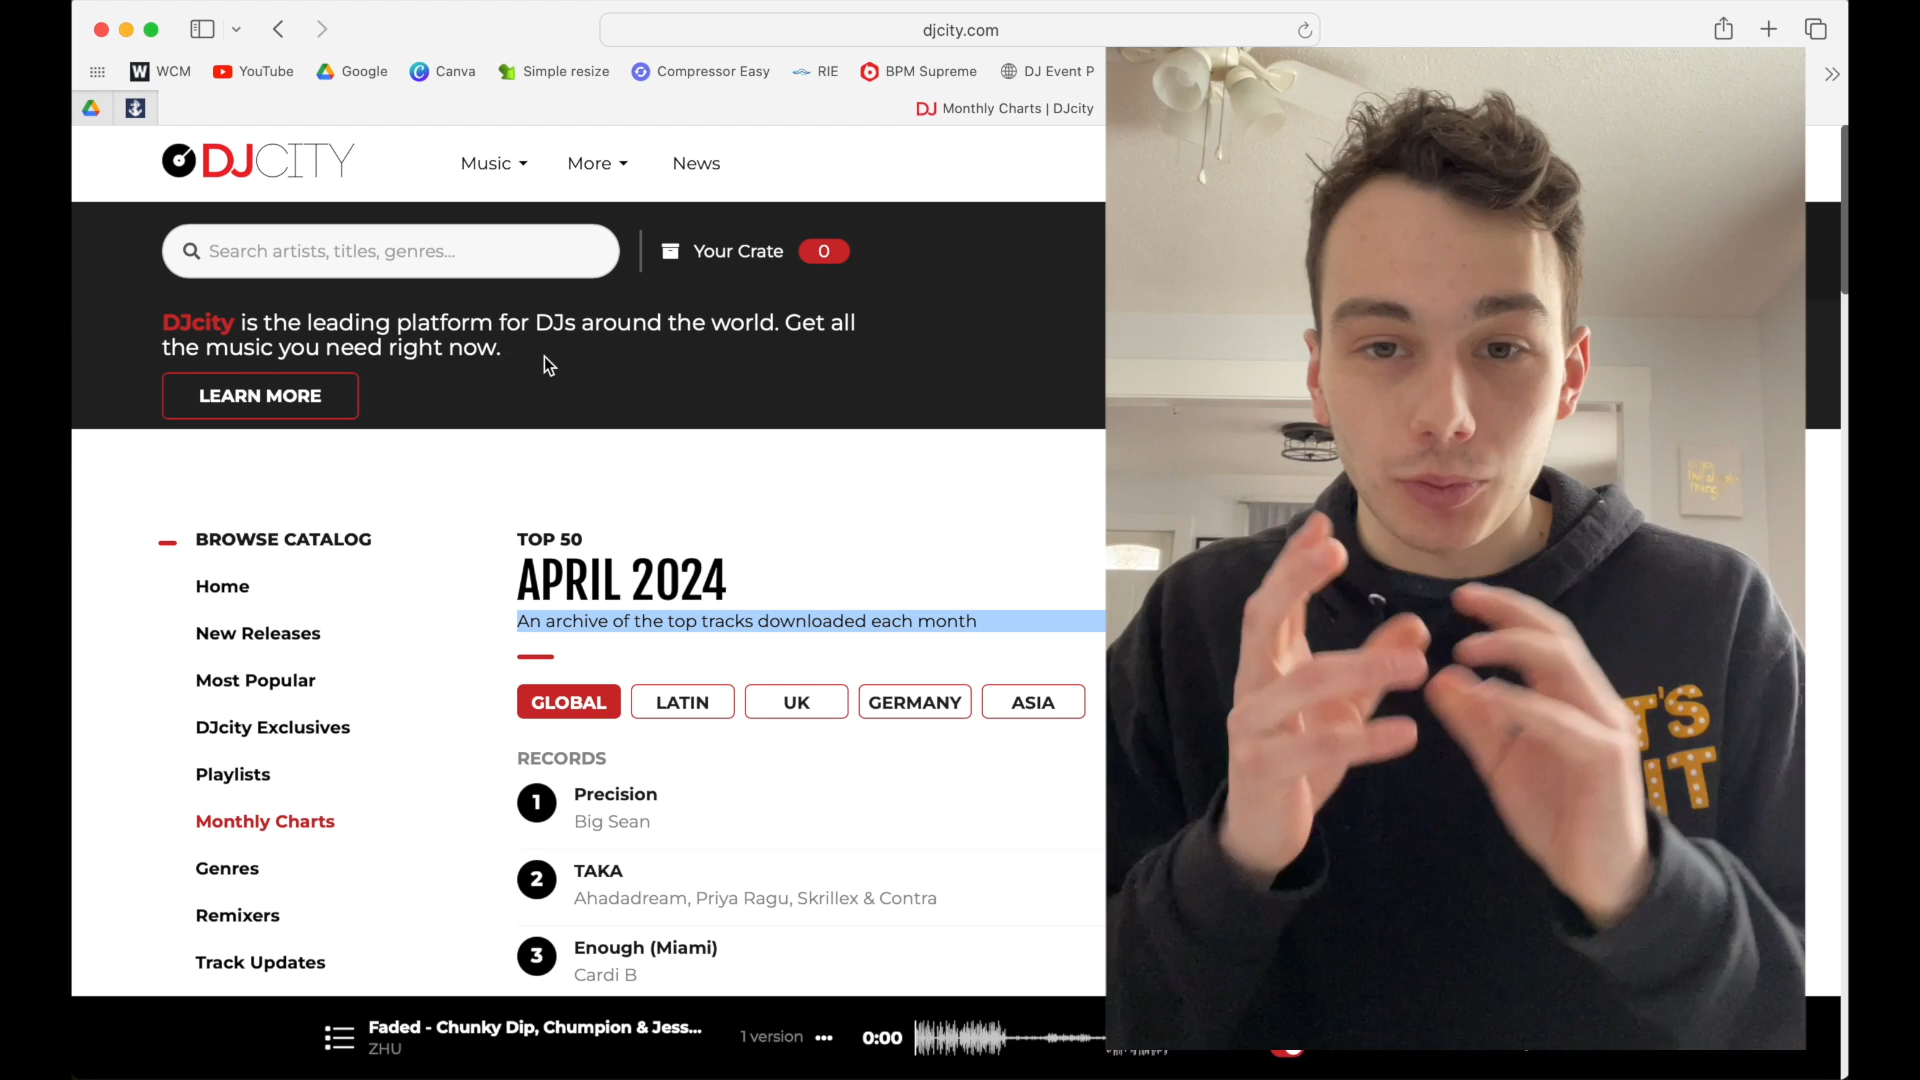 djcity.com
WCM
YouTube
Google
Canva
Simple resize
Compressor Easy
RIE
BPM Supreme
DJ Event P
DJ Monthly Charts | DJcity
DJCITY
Music
More
News
Search artists, titles, genres...
Your Crate
0
DJcity is the leading platform for DJs around the world. Get all
the music you need right now.
LEARN MORE
BROWSE CATALOG
Home
New Releases
Most Popular
DJcity Exclusives
Playlists
Monthly Charts
Genres
Remixers
Track Updates
TOP 50
APRIL 2024
An archive of the top tracks downloaded each month
GLOBAL
LATIN
UK
GERMANY
ASIA
RECORDS
1
Precision
Big Sean
2
TAKA
Ahadadream, Priya Ragu, Skrillex & Contra
3
Enough (Miami)
Cardi B
Faded - Chunky Dip, Chumpion & Jess...
ZHU
1 version
0:00